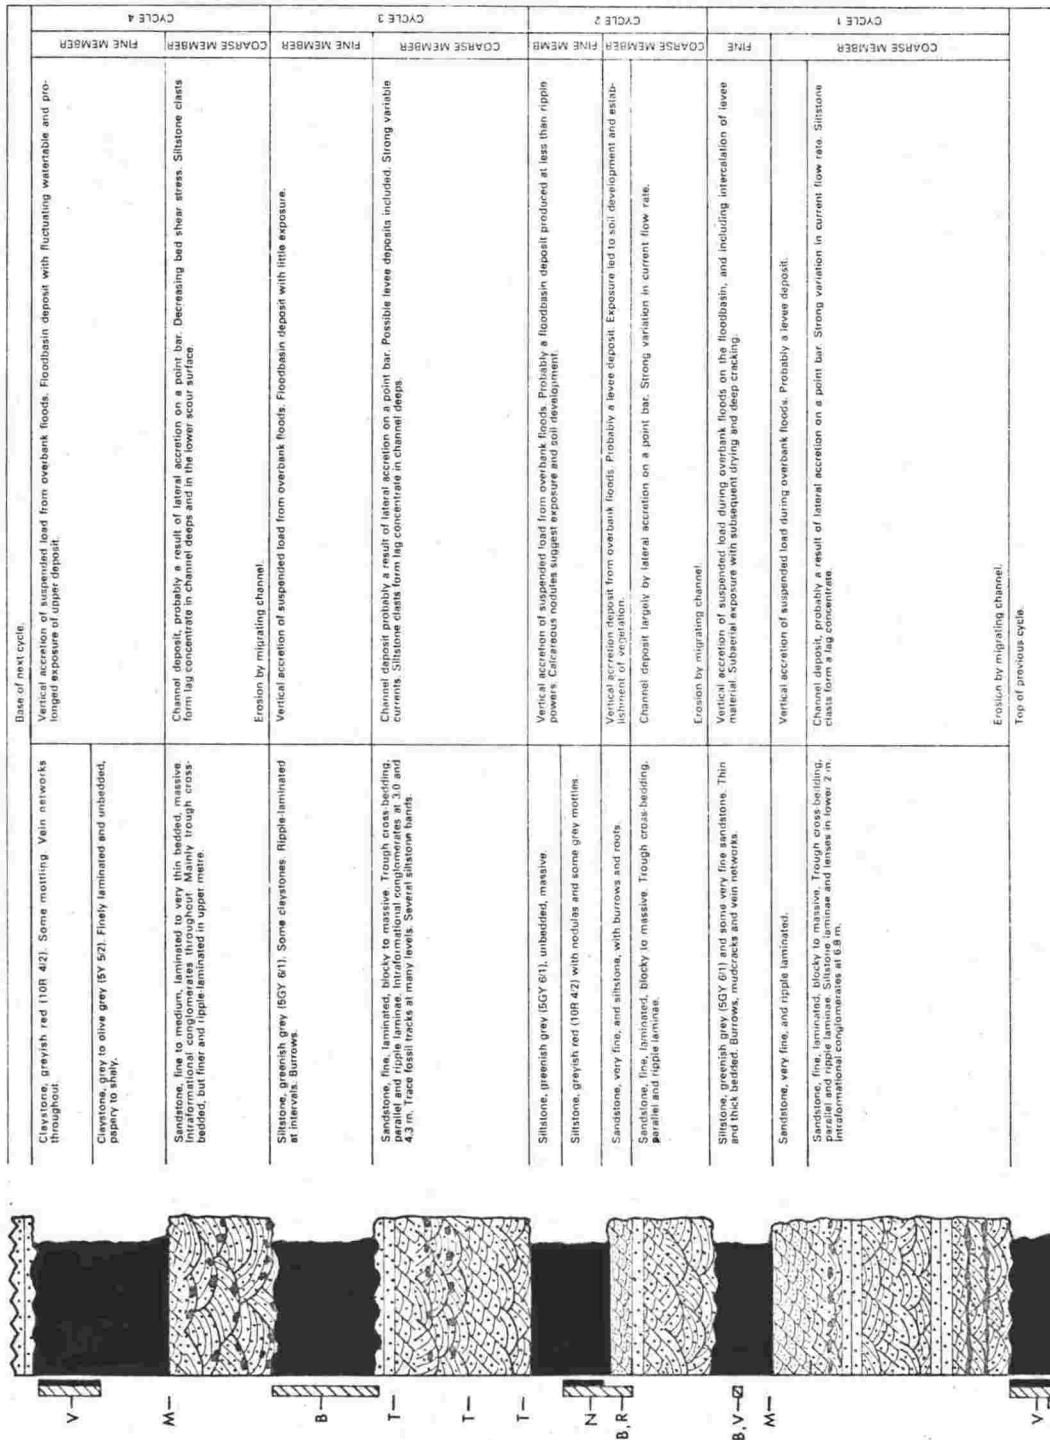 Base of next cycle.
CYCLE 4
FINE MEMBER
Claystone, greyish red (10R 4/2). Some mottling. Vein networks
throughout.
Claystone, grey to olive grey (5Y 5/2). Finely laminated and unbedded,
papery to shaly.
Vertical accretion of suspended load from overbank floods. Floodbasin deposit with fluctuating watertable and pro-
longed exposure of upper deposit.
COARSE MEMBER
Sandstone, fine to medium, laminated to very thin bedded, massive.
Intraformational conglomerates throughout. Mainly trough cross-
bedded, but finer and ripple-laminated in upper metre.
Channel deposit, probably a result of lateral accretion on a point bar. Decreasing bed shear stress. Siltstone clasts
form lag concentrate in channel deeps and in the lower scour surface.
Erosion by migrating channel.
CYCLE 3
FINE MEMBER
Siltstone, greenish grey (5GY 6/1). Some claystones. Ripple-laminated
at intervals. Burrows.
Vertical accretion of suspended load from overbank floods. Floodbasin deposit with little exposure.
COARSE MEMBER
Sandstone, fine, laminated, blocky to massive. Trough cross-bedding,
parallel and ripple laminae. Intraformational conglomerates at 3.0 and
4.3 m. Trace fossil tracks at many levels. Several siltstone bands.
Channel deposit probably a result of lateral accretion on a point bar. Possible levee deposits included. Strong variable
currents. Siltstone clasts form lag concentrate in channel deeps.
CYCLE 2
FINE MEMB
Siltstone, greenish grey (5GY 6/1), unbedded, massive.
Siltstone, greyish red (10R 4/2) with nodules and some grey mottles.
Vertical accretion of suspended load from overbank floods. Probably a floodbasin deposit produced at less than ripple
powers. Calcareous nodules suggest exposure and soil development.
COARSE MEMBER
Sandstone, very fine, and siltstone, with burrows and roots.
Vertical accretion deposit from overbank floods. Probably a levee deposit. Exposure led to soil development and estab-
lishment of vegetation.
Sandstone, fine, laminated, blocky to massive. Trough cross-bedding,
parallel and ripple laminae.
Channel deposit largely by lateral accretion on a point bar. Strong variation in current flow rate.
Erosion by migrating channel.
CYCLE 1
FINE
Siltstone, greenish grey (5GY 6/1) and some very fine sandstone. Thin
and thick bedded. Burrows, mudcracks and vein networks.
Vertical accretion of suspended load during overbank floods on the floodbasin, and including intercalation of levee
material. Subaerial exposure with subsequent drying and deep cracking.
COARSE MEMBER
Sandstone, very fine, and ripple laminated.
Vertical accretion of suspended load during overbank floods. Probably a levee deposit.
Sandstone, fine, laminated, blocky to massive, Trough cross-bedding,
parallel and ripple laminae. Siltstone laminae and lenses in lower 2 m.
Intraformational conglomerates at 6.8 m.
Channel deposit, probably a result of lateral accretion on a point bar. Strong variation in current flow rate. Siltstone
clasts form a lag concentrate.
Erosion by migrating channel.
Top of previous cycle.
V
M
B
T
T
T
N
B,R
B,V
M
V